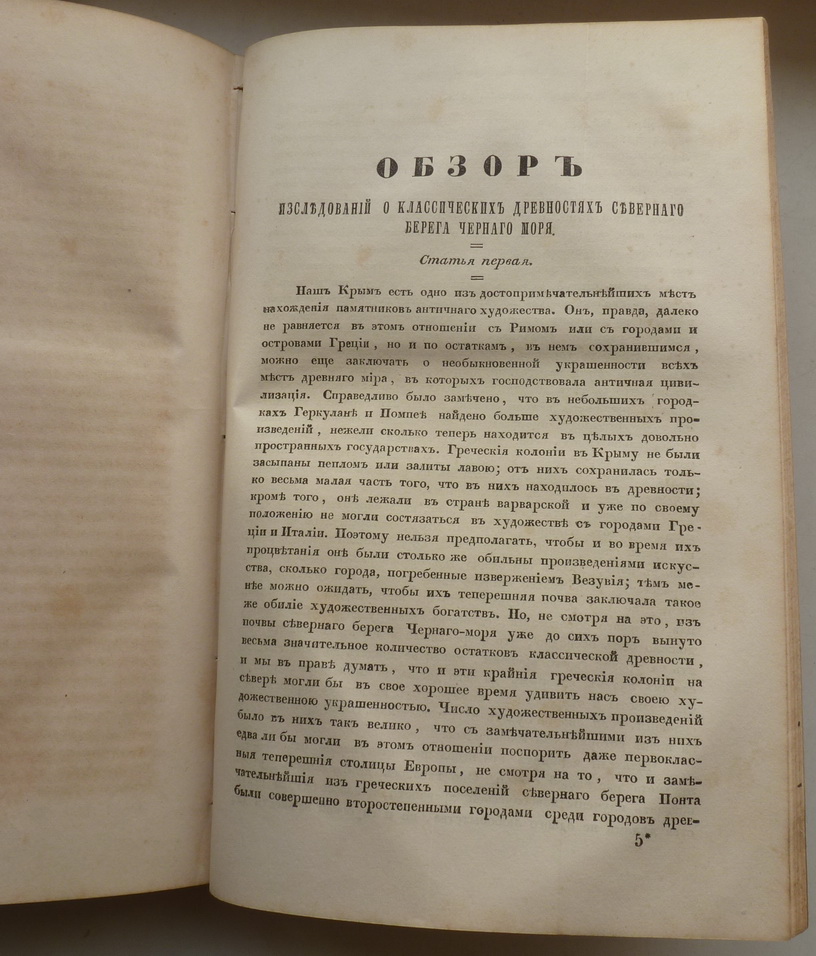 ОБЗОРЪ
ИЗСЛѢДОВАНІЙ О КЛАССИЧЕСКИХЪ ДРЕВНОСТЯХЪ СѢВЕРНАГО
БЕРЕГА ЧЕРНАГО МОРЯ.
Статья первая.
Нашъ Крымъ есть одно изъ достопримѣчательнѣйшихъ мѣстъ
нахожденія памятниковъ античнаго художества. Онъ, правда, далеко
не равняется въ этомъ отношеніи съ Римомъ или съ городами и
островами Греціи, но и по остаткамъ, въ немъ сохранившимся,
можно еще заключать о необыкновенной украшенности всѣхъ
мѣстъ древняго міра, въ которыхъ господствовала античная циви-
лизація. Справедливо было замѣчено, что въ небольшихъ город-
кахъ Геркуланѣ и Помпеѣ найдено больше художественныхъ про-
изведеній, нежели сколько теперь находится въ цѣлыхъ довольно
пространныхъ государствахъ. Греческія колоніи въ Крыму не были
засыпаны пепломъ или залиты лавою; отъ нихъ сохранилась толь-
ко весьма малая часть того, что въ нихъ находилось въ древности;
кромѣ того, онѣ лежали въ странѣ варварской и уже по своему
положенію не могли состязаться въ художествѣ съ городами Гре-
ціи и Италіи. Поэтому нельзя предполагать, чтобы и во время ихъ
процвѣтанія онѣ были столько же обильны произведеніями искус-
ства, сколько города, погребенные изверженіемъ Везувія; тѣмъ ме-
нѣе можно ожидать, чтобы ихъ теперешняя почва заключала такое
же обиліе художественныхъ богатствъ. Но, не смотря на это, изъ
почвы сѣвернаго берега Чернаго-моря уже до сихъ поръ вынуто
весьма значительное количество остатковъ классической древности,
и мы въ правѣ думать, что и эти крайнія греческія колоніи на
сѣверѣ могли бы въ свое хорошее время удивить насъ своею ху-
дожественною украшенностью. Число художественныхъ произведеній
было въ нихъ такъ велико, что съ замѣчательнѣйшими изъ нихъ
едва ли бы могли въ этомъ отношеніи поспорить даже первоклас-
ныя теперешнія столицы Европы, не смотря на то, что и замѣ-
чательнѣйшія изъ греческихъ поселеній сѣвернаго берега Понта
были совершенно второстепенными городами среди городовъ древ-
5*